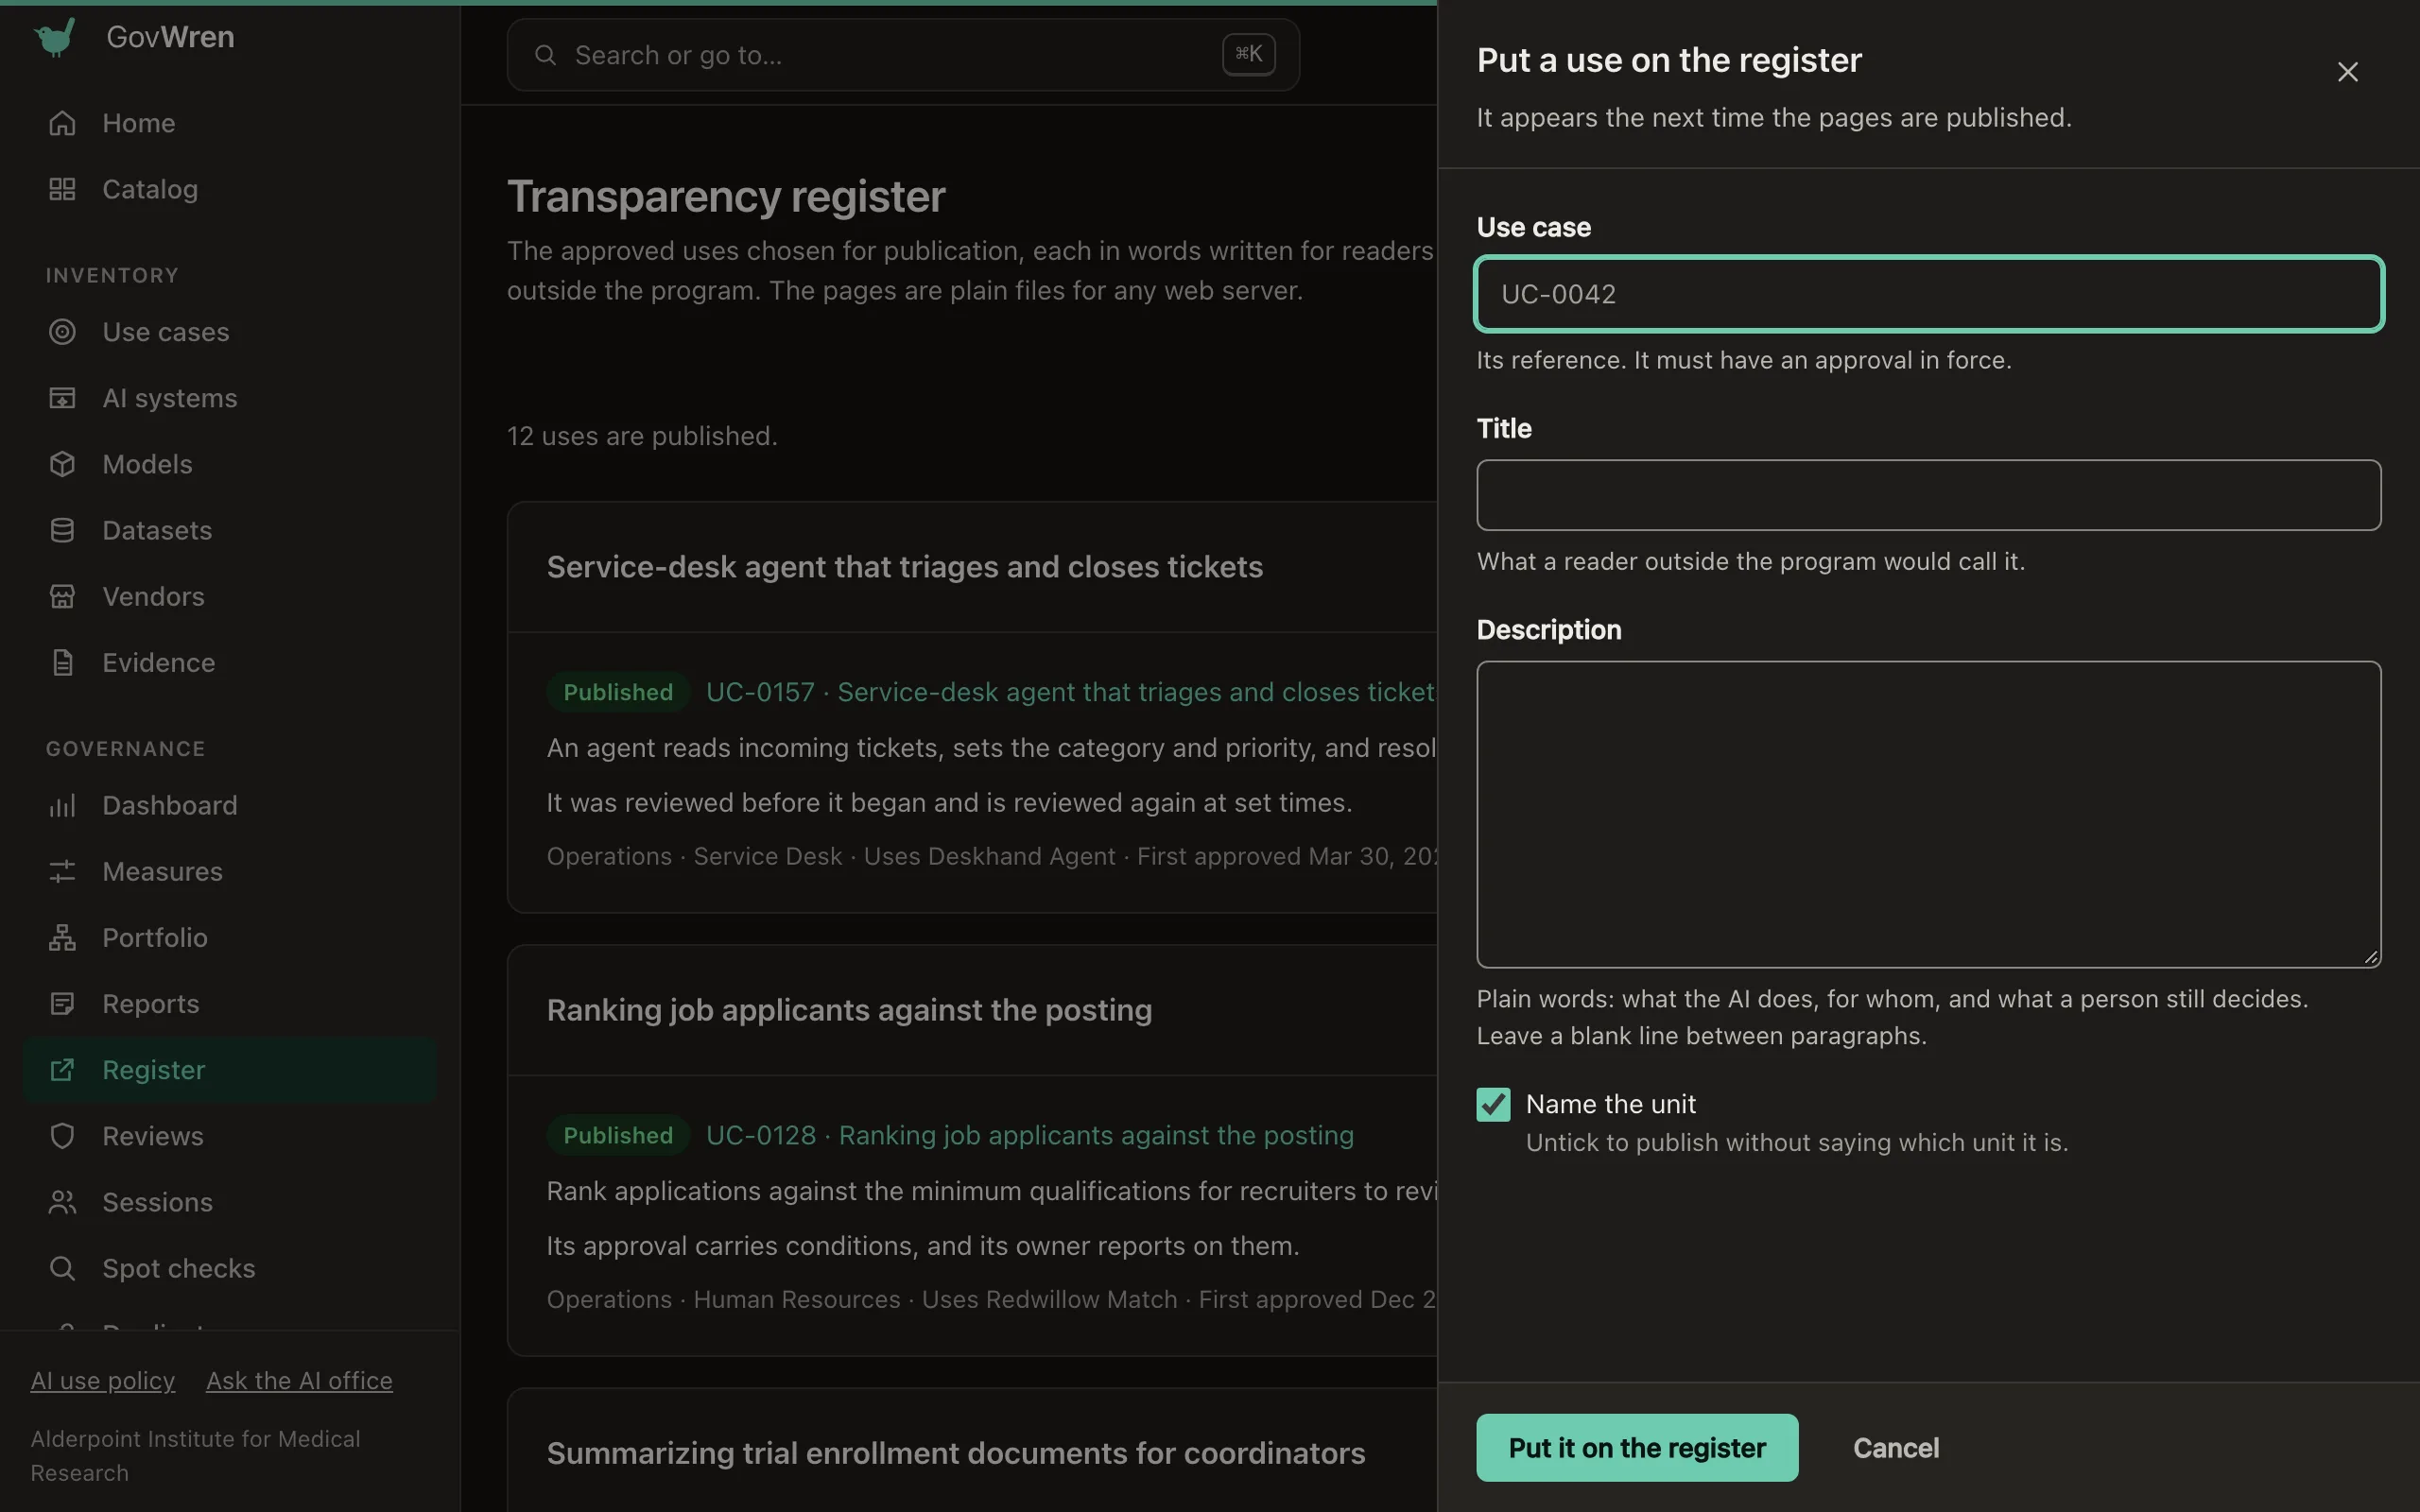 GovWren
Home
Catalog
INVENTORY
Use cases
AI systems
Models
Datasets
Vendors
Evidence
GOVERNANCE
Dashboard
Measures
Portfolio
Reports
Register
Reviews
Sessions
Spot checks
AI use policy
Ask the AI office
Alderpoint Institute for Medical
Research
Search or go to...
⌘K
Transparency register
The approved uses chosen for publication, each in words written for readers
outside the program. The pages are plain files for any web server.
12 uses are published.
Service-desk agent that triages and closes tickets
Published UC-0157 · Service-desk agent that triages and closes ticket
An agent reads incoming tickets, sets the category and priority, and resol
It was reviewed before it began and is reviewed again at set times.
Operations · Service Desk · Uses Deskhand Agent · First approved Mar 30, 202
Ranking job applicants against the posting
Published UC-0128 · Ranking job applicants against the posting
Rank applications against the minimum qualifications for recruiters to revi
Its approval carries conditions, and its owner reports on them.
Operations · Human Resources · Uses Redwillow Match · First approved Dec 2
Summarizing trial enrollment documents for coordinators
Put a use on the register
It appears the next time the pages are published.
Use case
UC-0042
Its reference. It must have an approval in force.
Title
What a reader outside the program would call it.
Description
Plain words: what the AI does, for whom, and what a person still decides.
Leave a blank line between paragraphs.
Name the unit
Untick to publish without saying which unit it is.
Put it on the register
Cancel